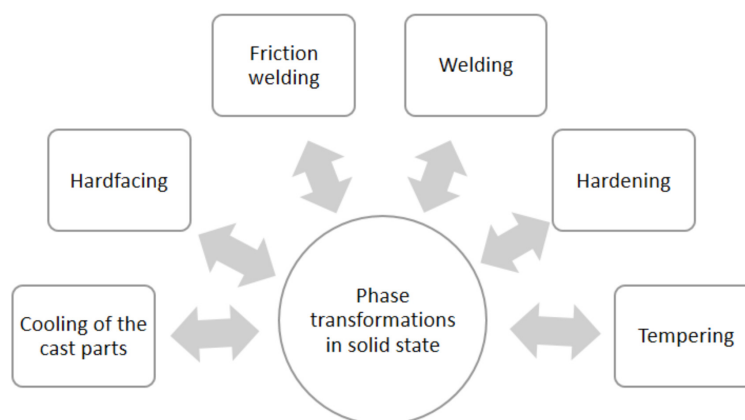 Friction
welding
Welding
Hardfacing
Hardening
Cooling of the
cast parts
Phase
transformations
in solid state
Tempering